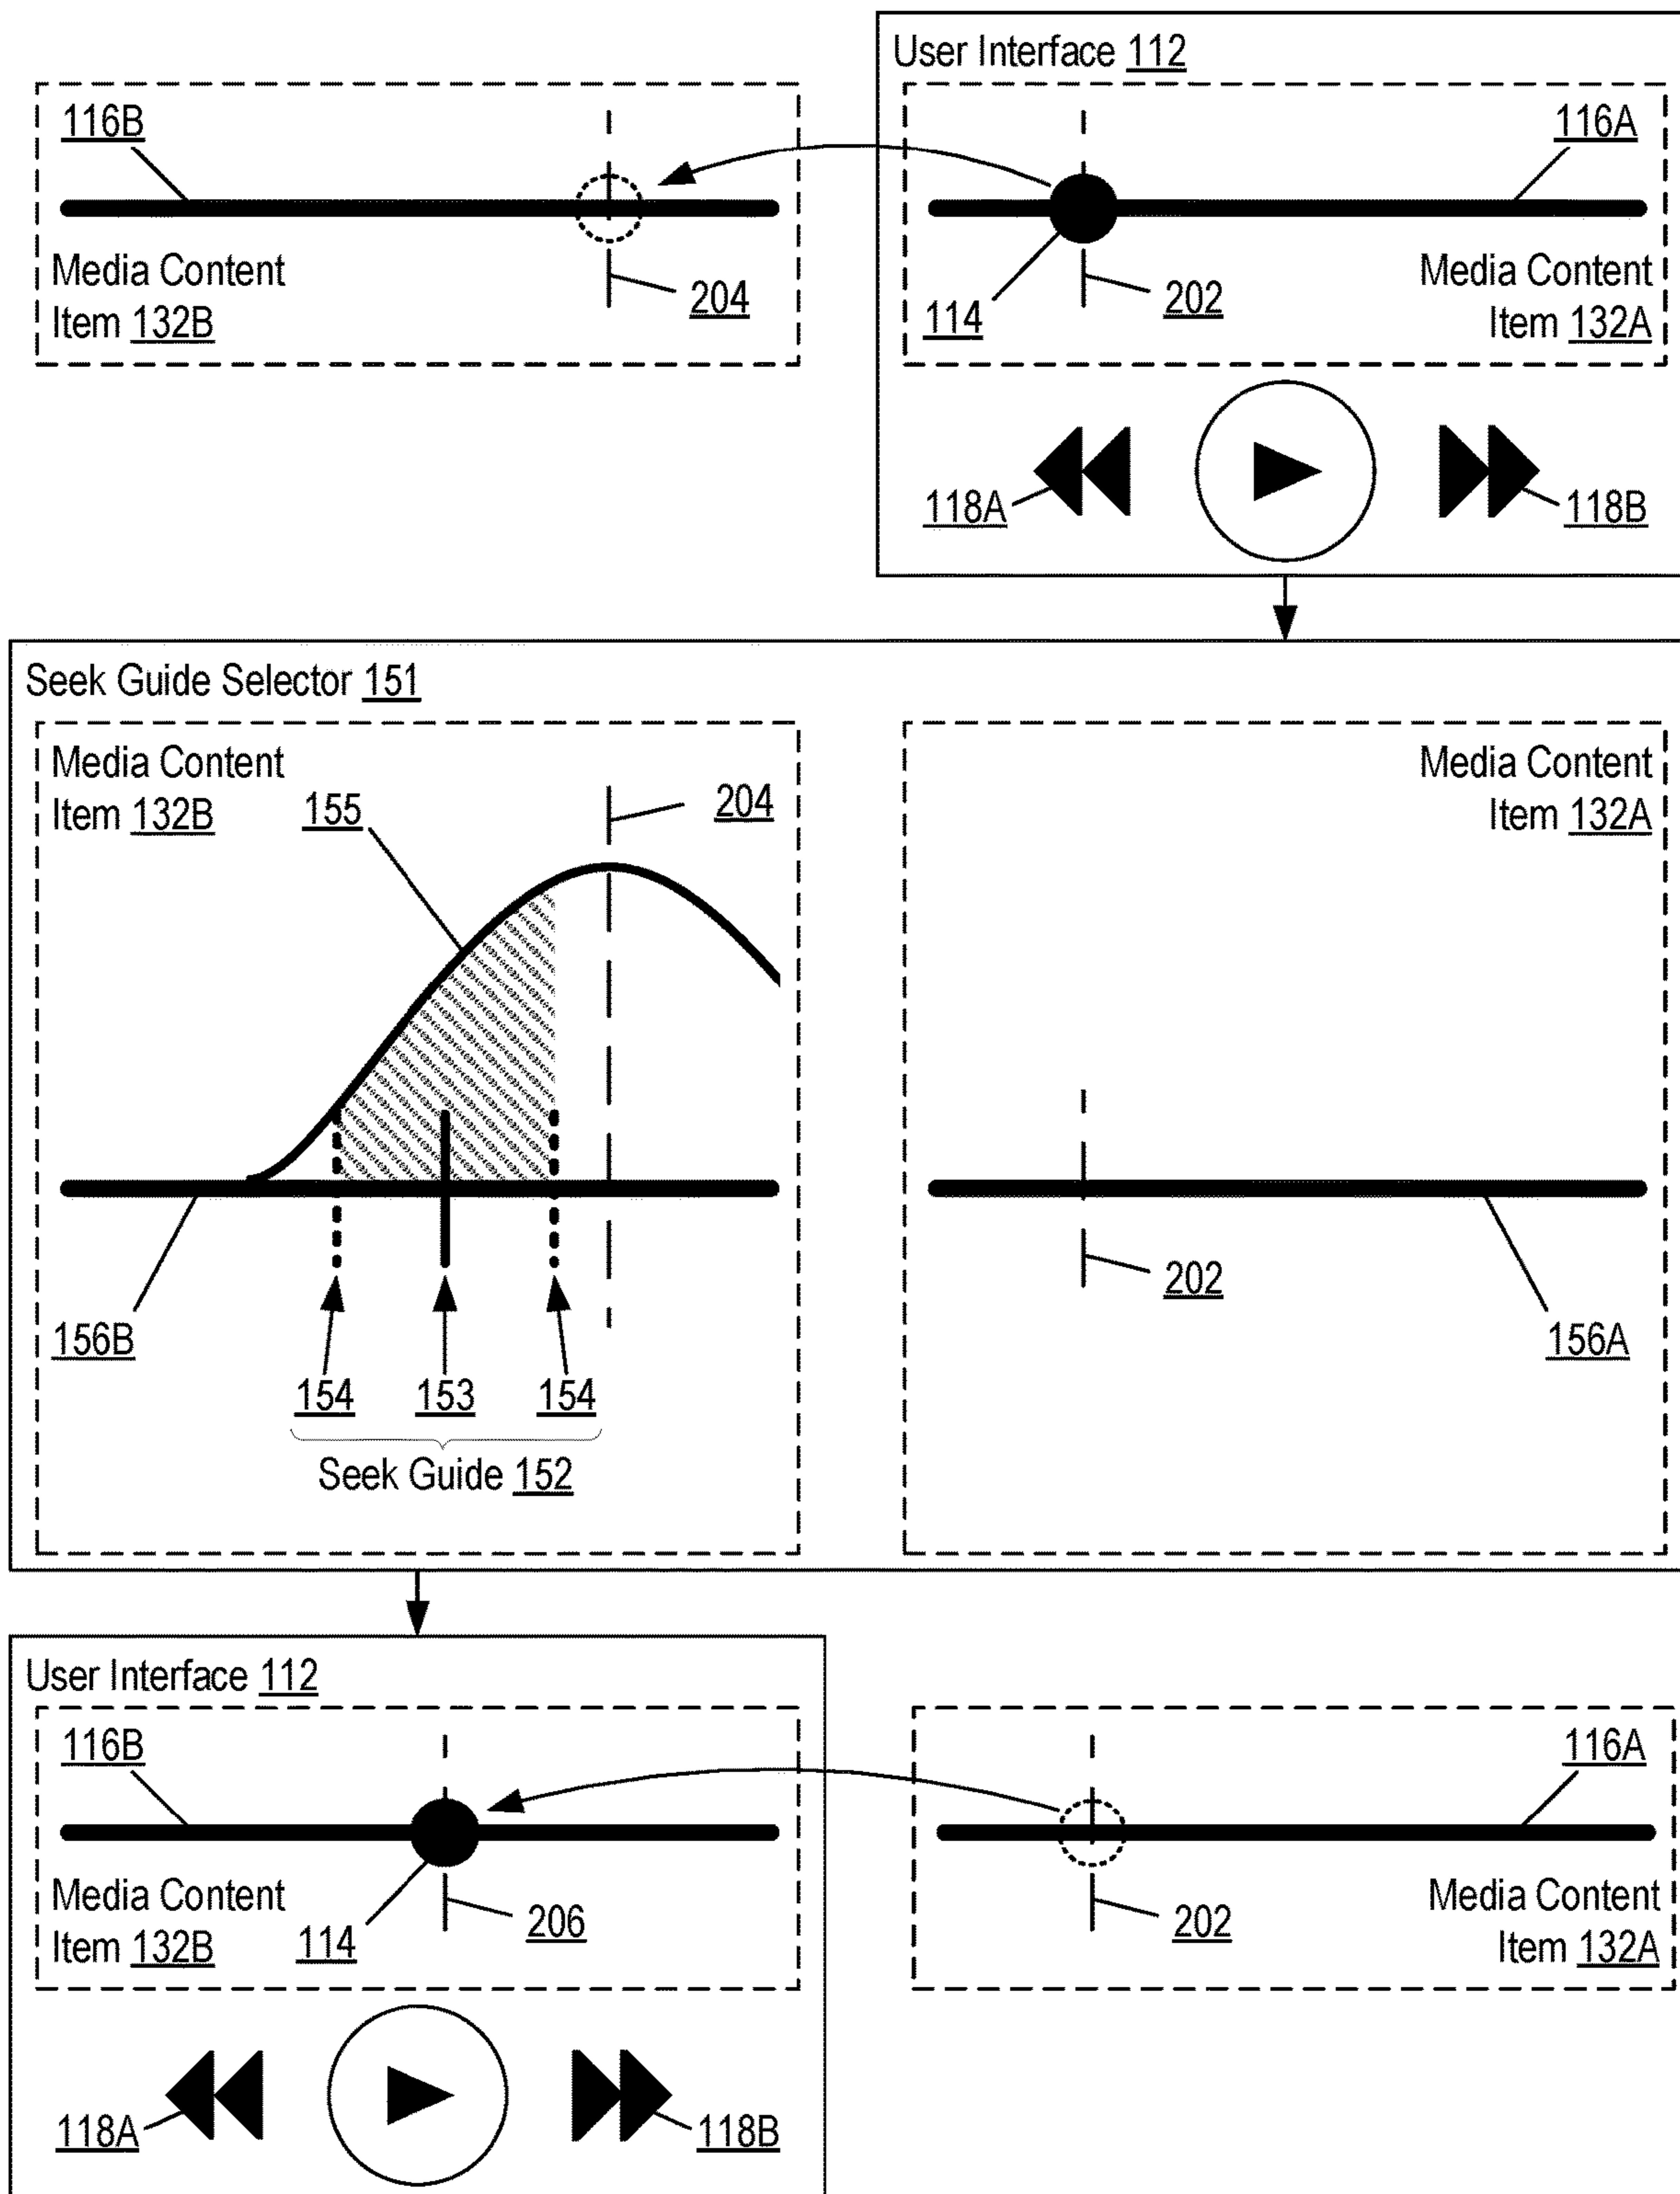 User Interface 112
116B
116A
Media Content
Item 132B
204
114
202
Media Content
Item 132A
118A
118B
Seek Guide Selector 151
Media Content
Item 132B
155
204
Media Content
Item 132A
202
156B
156A
154
153
154
Seek Guide 152
User Interface 112
116B
116A
Media Content
Item 132B
114
206
202
Media Content
Item 132A
118A
118B